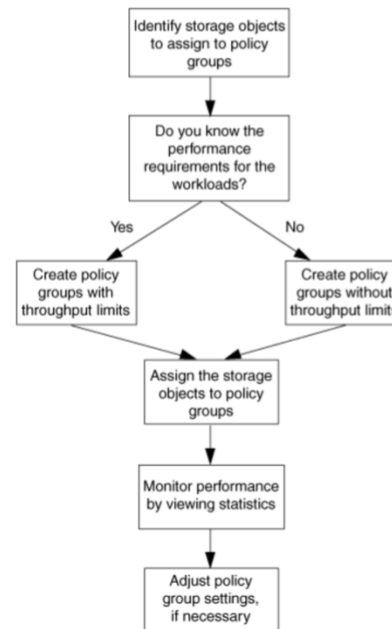 Identify storage objects
to assign to policy
groups
Do you know the
performance
requirements for the
workloads?
Yes
No
Create policy
groups with
throughput limits
Create policy
groups without
throughput limits
Assign the storage
objects to policy
groups
Monitor performance
by viewing statistics
Adjust policy
group settings,
if necessary